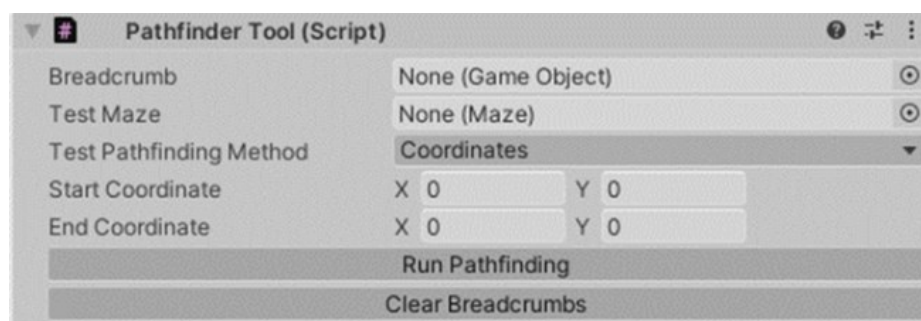 # Pathfinder Tool (Script)
Breadcrumb None (Game Object)
Test Maze None (Maze)
Test Pathfinding Method Coordinates
Start Coordinate X 0 Y 0
End Coordinate X 0 Y 0
Run Pathfinding
Clear Breadcrumbs